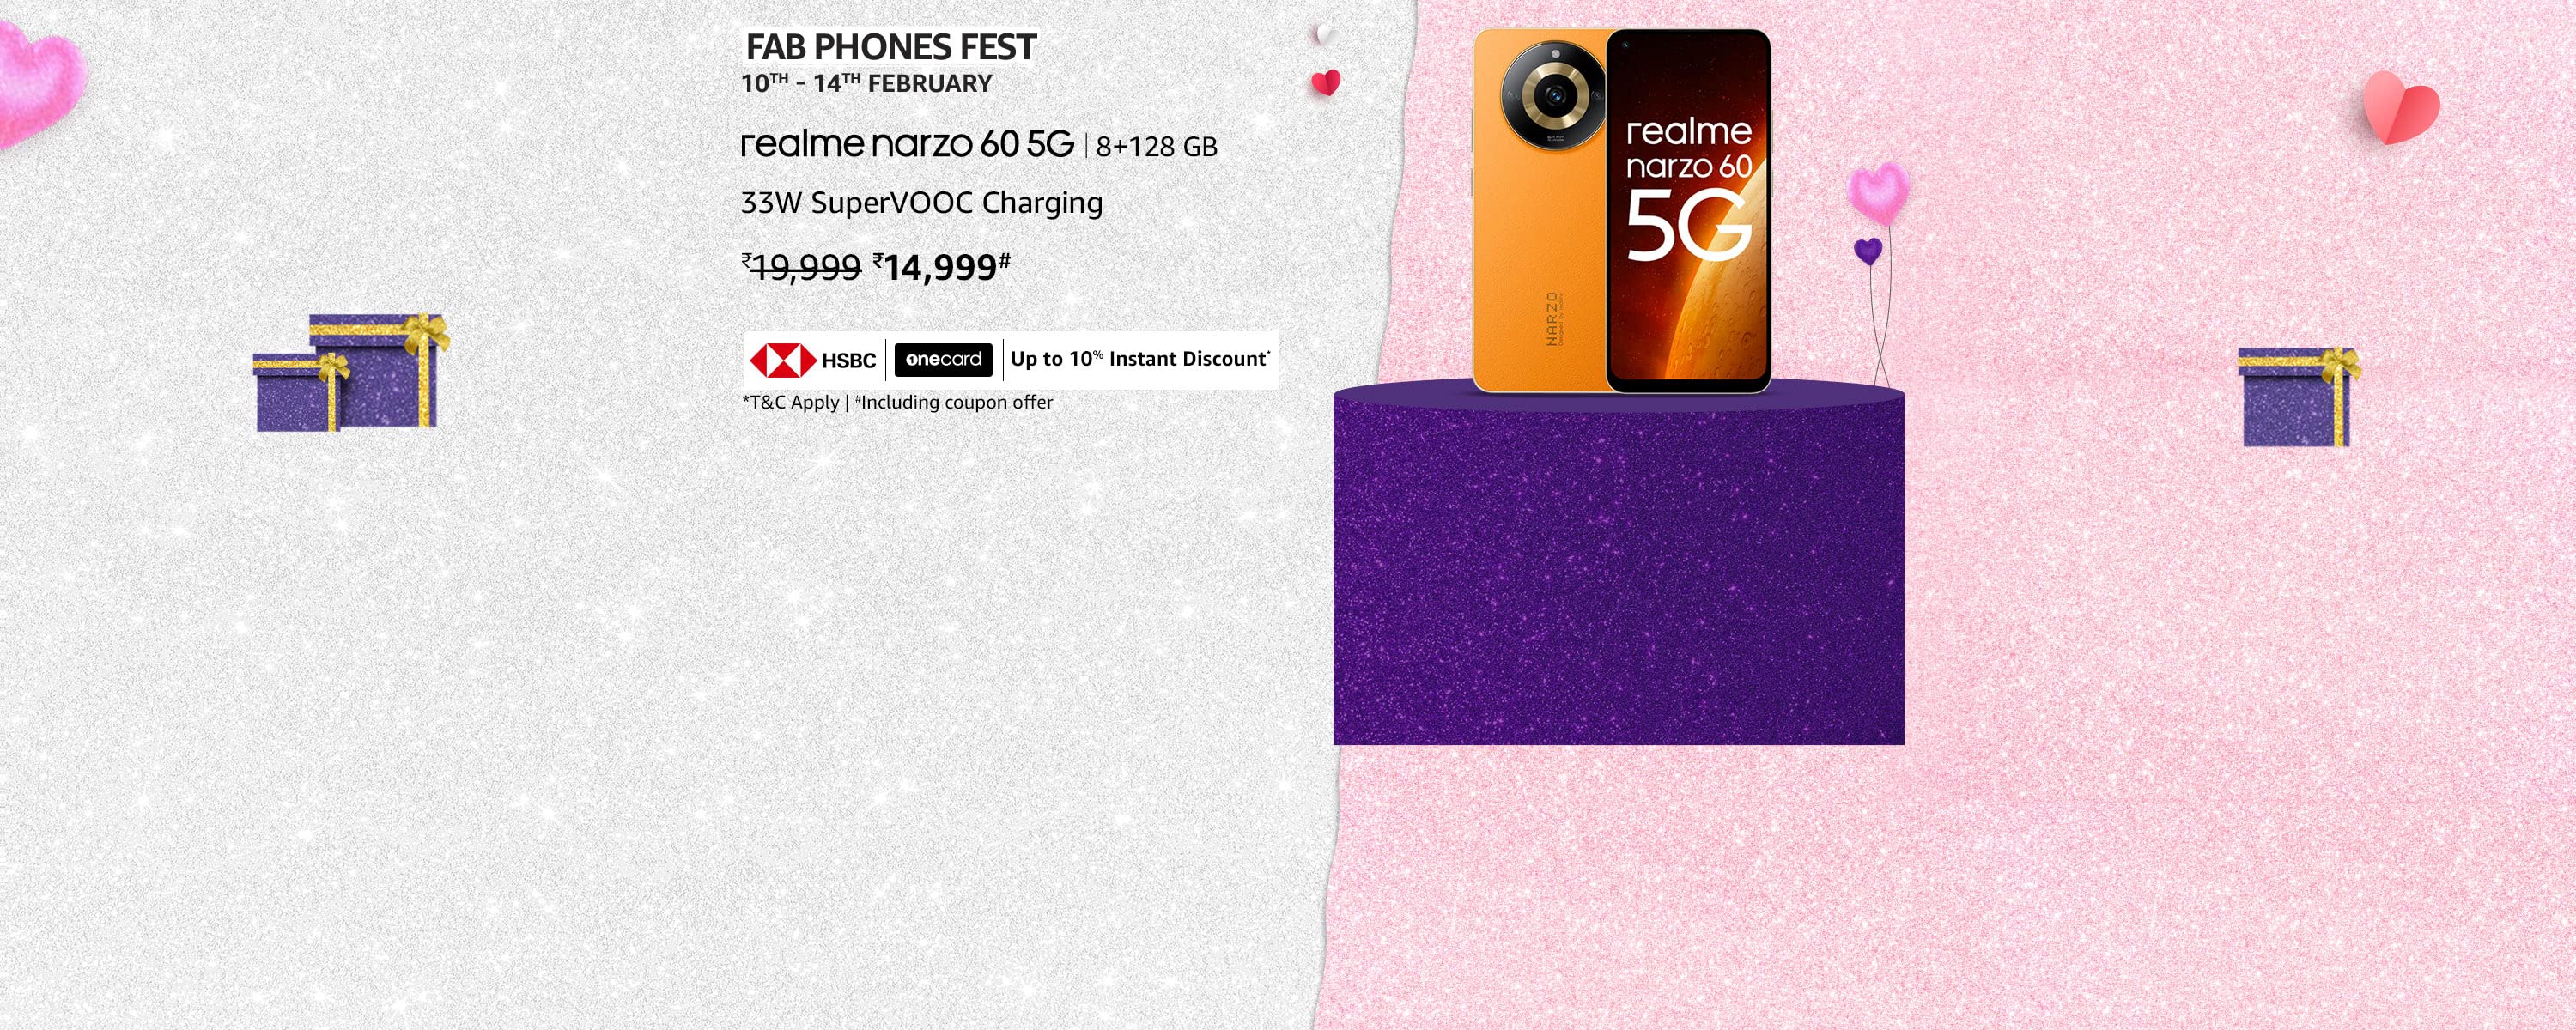 FAB PHONES FEST
10TH - 14TH FEBRUARY
realme narzo 60 5G | 8+128 GB
33W SuperVOOC Charging
₹19,999 ₹14,999#
HSBC | onecard | Up to 10% Instant Discount*
*T&C Apply | #Including coupon offer
realme
narzo 60
5G
NARZO